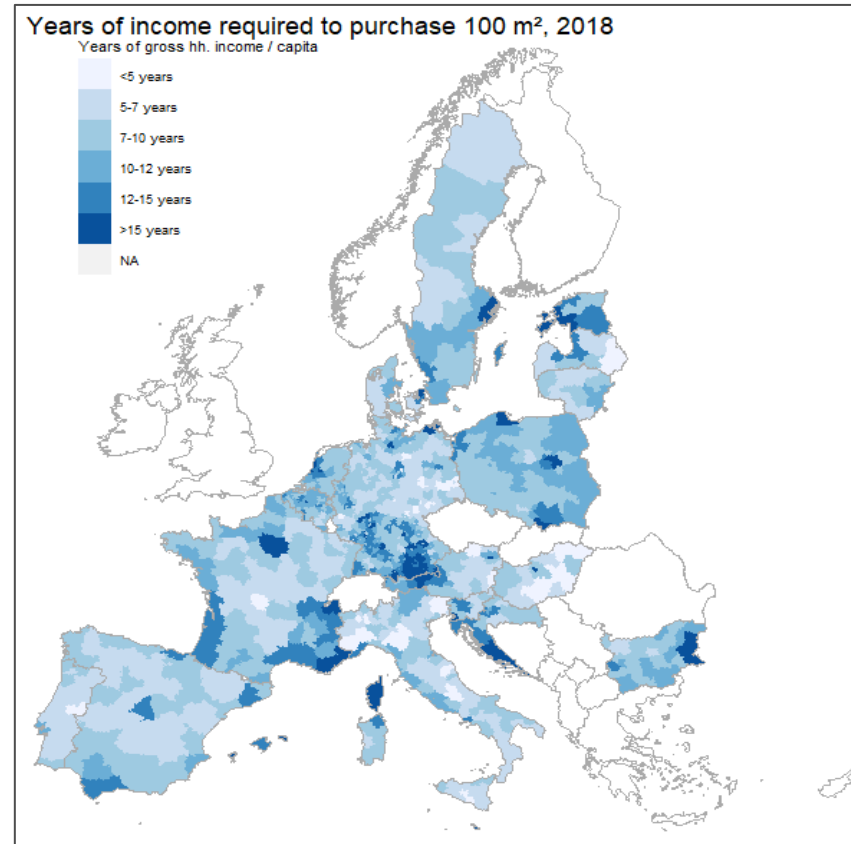 Years of income required to purchase 100 m², 2018
Years of gross hh. income / capita
<5 years
5-7 years
7-10 years
10-12 years
12-15 years
>15 years
NA